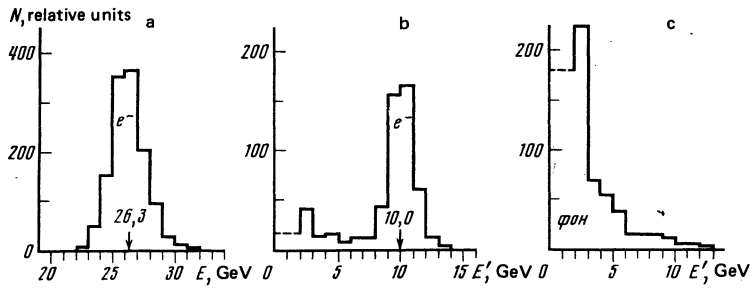 N, relative units
a
b
c
400
200
0
e⁻
26,3
20
25
30
E, GeV
200
100
e⁻
10,0
0
5
10
15
E′, GeV
200
100
фон
0
5
10
E′, GeV